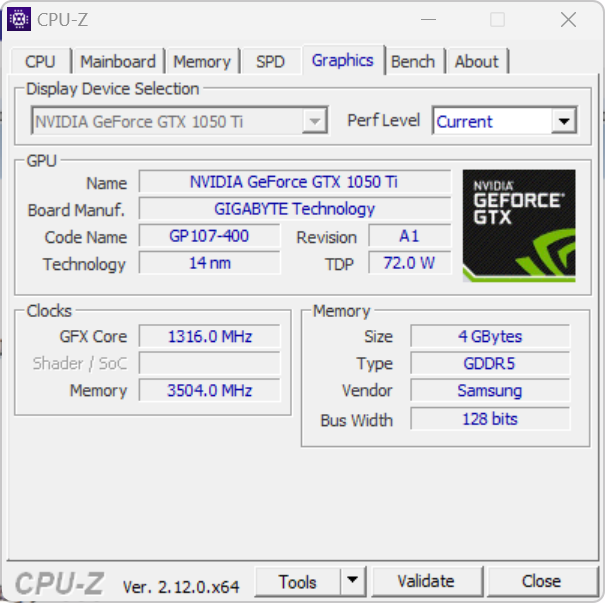 CPU-Z
CPU Mainboard Memory SPD Graphics Bench About
Display Device Selection
NVIDIA GeForce GTX 1050 Ti Perf Level Current
GPU
Name NVIDIA GeForce GTX 1050 Ti
Board Manuf. GIGABYTE Technology
Code Name GP107-400 Revision A1
Technology 14 nm TDP 72.0 W
NVIDIA
GEFORCE
GTX
Clocks
GFX Core 1316.0 MHz
Shader / SoC
Memory 3504.0 MHz
Memory
Size 4 GBytes
Type GDDR5
Vendor Samsung
Bus Width 128 bits
CPU-Z Ver. 2.12.0.x64 Tools Validate Close